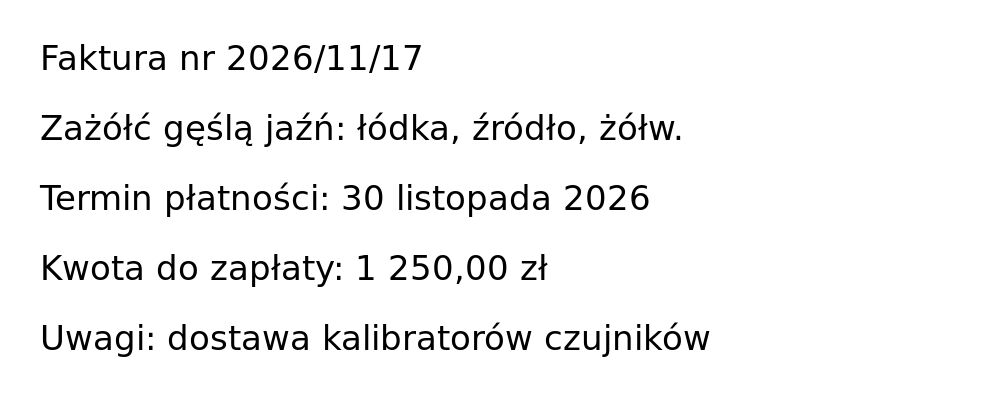 Faktura nr 2026/11/17
Zażółć gęślą jaźń: łódka, źródło, żółw.
Termin płatności: 30 listopada 2026
Kwota do zapłaty: 1 250,00 zł
Uwagi: dostawa kalibratorów czujników